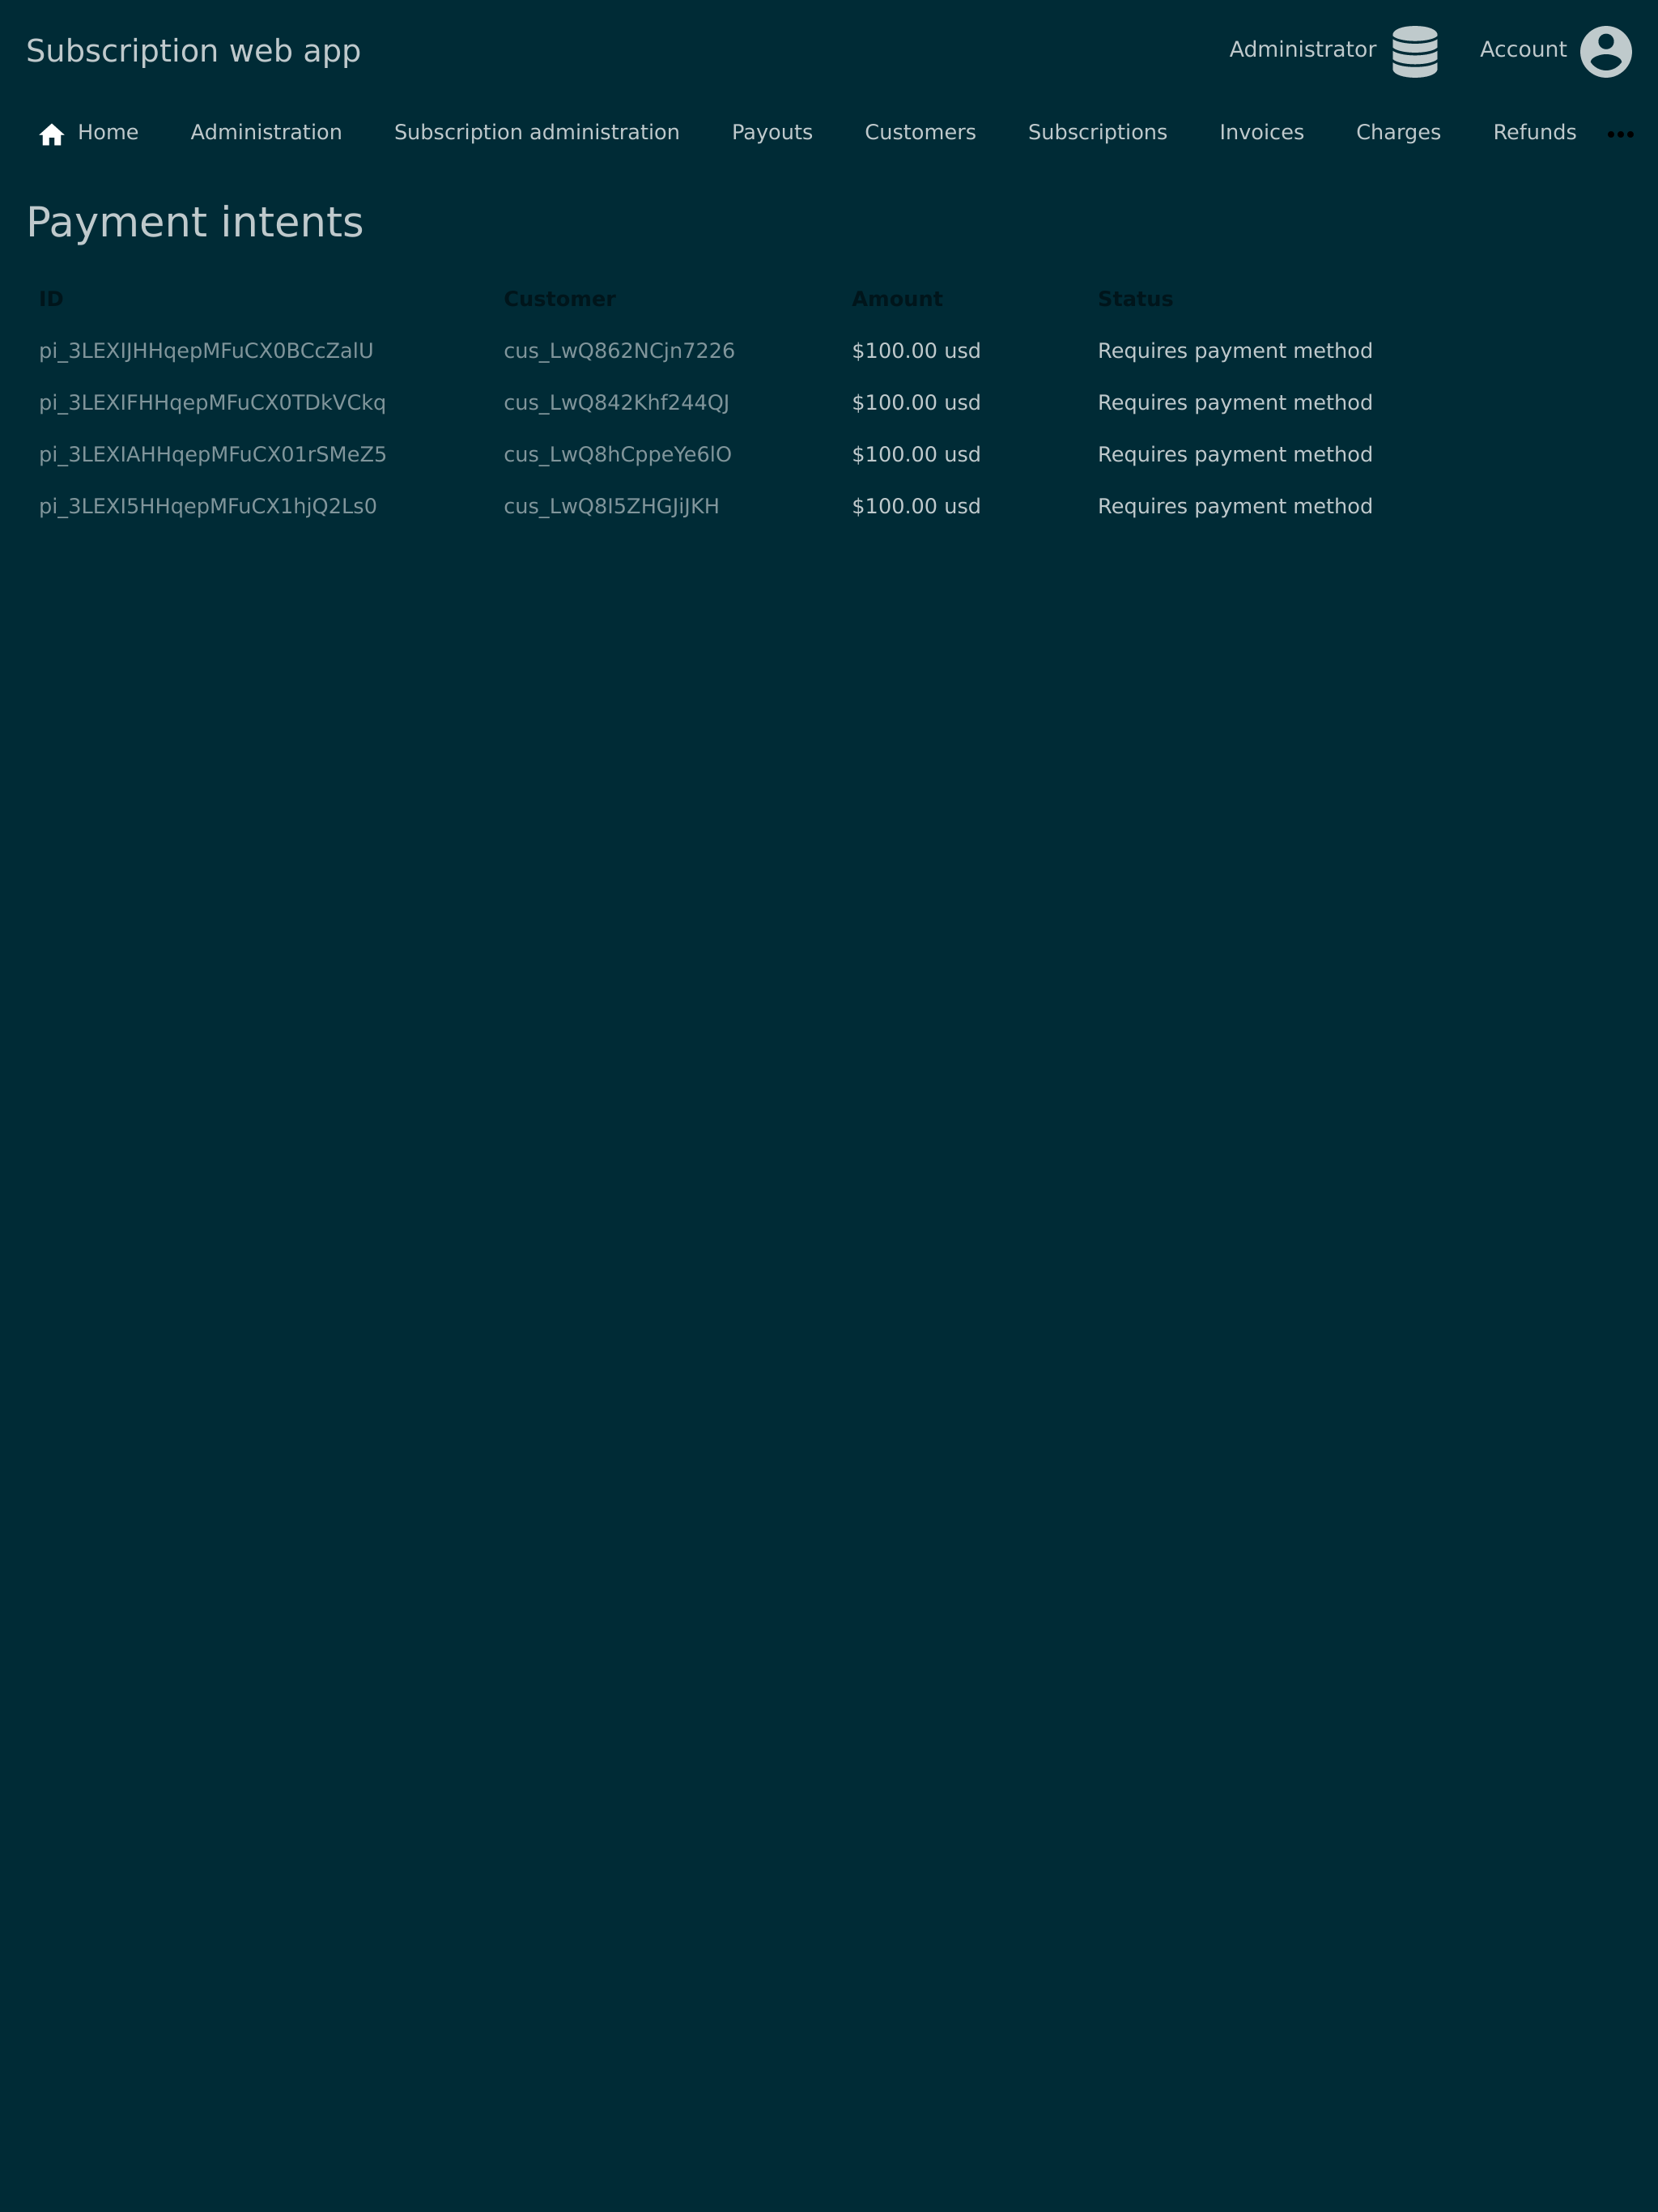 Subscription web app Administrator Account
Home Administration Subscription administration Payouts Customers Subscriptions Invoices Charges Refunds
Payment intents
ID Customer Amount Status
pi_3LEXIJHHqepMFuCX0BCcZalU cus_LwQ862NCjn7226 $100.00 usd Requires payment method
pi_3LEXIFHHqepMFuCX0TDkVCkq cus_LwQ842Khf244QJ $100.00 usd Requires payment method
pi_3LEXIAHHqepMFuCX01rSMeZ5 cus_LwQ8hCppeYe6lO $100.00 usd Requires payment method
pi_3LEXI5HHqepMFuCX1hjQ2Ls0 cus_LwQ8I5ZHGJiJKH $100.00 usd Requires payment method